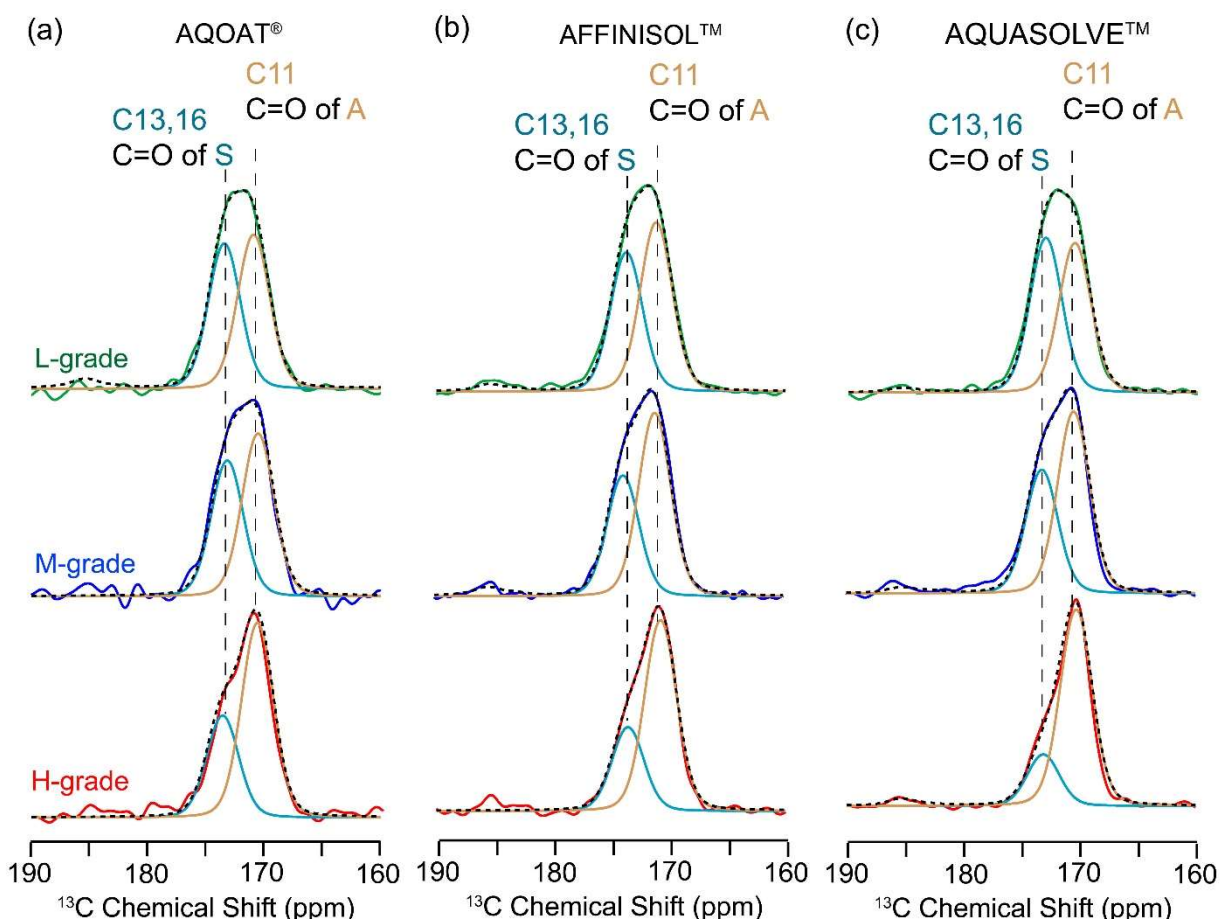 (a) AQOAT®
C11
C=O of A
C13,16
C=O of S
L-grade
M-grade
H-grade
190 180 170 160
13C Chemical Shift (ppm)
(b) AFFINISOL™
C11
C=O of A
C13,16
C=O of S
190 180 170 160
13C Chemical Shift (ppm)
(c) AQUASOLVE™
C11
C=O of A
C13,16
C=O of S
190 180 170 160
13C Chemical Shift (ppm)